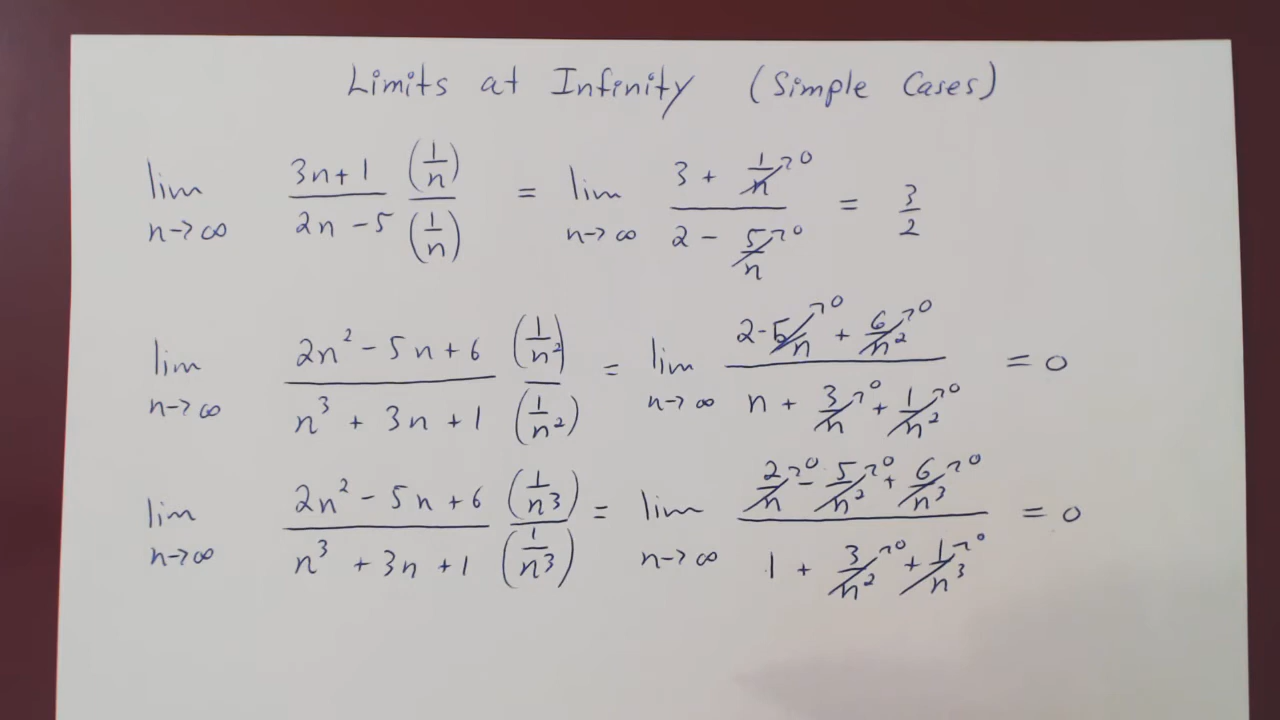 Limits at Infinity (Simple Cases)
lim n→∞ (3n+1)/(2n-5) (1/n)/(1/n) = lim n→∞ (3 + 1/n→0)/(2 - 5/n→0) = 3/2
lim n→∞ (2n² - 5n + 6)/(n³ + 3n + 1) (1/n²)/(1/n²) = lim n→∞ (2 - 5/n→0 + 6/n²→0)/(n + 3/n→0 + 1/n²→0) = 0
lim n→∞ (2n² - 5n + 6)/(n³ + 3n + 1) (1/n³)/(1/n³) = lim n→∞ (2/n→0 - 5/n²→0 + 6/n³→0)/(1 + 3/n²→0 + 1/n³→0) = 0